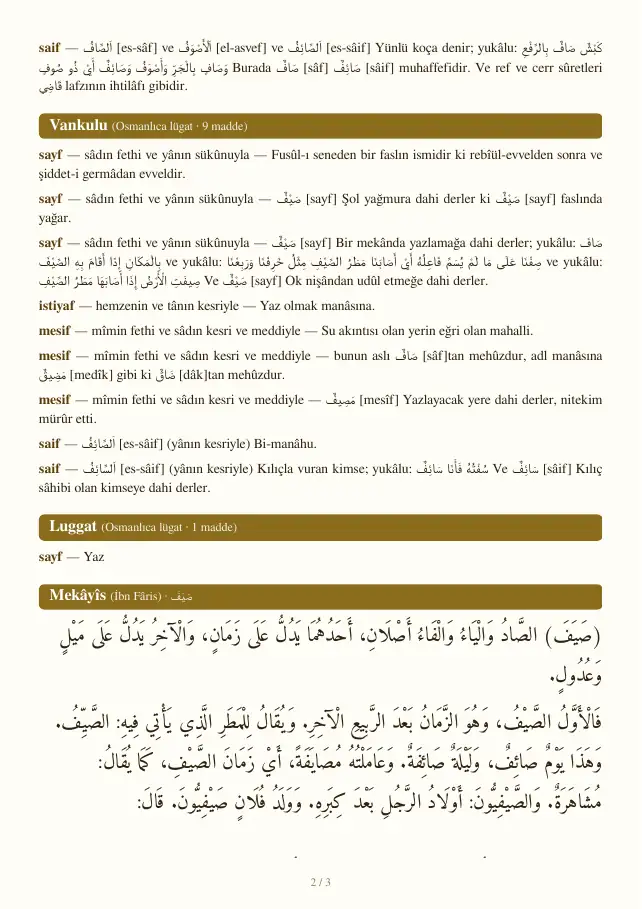 saif — اَلصَّافُ [es-sâf] ve اَلْأَصْوَفُ [el-asvef] ve اَلصَّائِفُ [es-sâif] Yünlü koça denir; yukâlu: كَبْشٌ صَافٌ بِالرَّفْعِ
وَصَافٍ بِالْجَرِّ وَأَصْوَفُ وَصَائِفٌ أَيْ ذُو صُوفٍ Burada صَافٌ [sâf] صَائِفٌ [sâif] muhaffefidir. Ve ref ve cerr sûretleri
قَاضِي lafzının ihtilâfı gibidir.
Vankulu (Osmanlıca lügat · 9 madde)
sayf — sâdın fethi ve yânın sükûnuyla — Fusûl-ı seneden bir faslın ismidir ki rebîül-evvelden sonra ve
şiddet-i germâdan evveldir.
sayf — sâdın fethi ve yânın sükûnuyla — صَيْفٌ [sayf] Şol yağmura dahi derler ki صَيْفٌ [sayf] faslında
yağar.
sayf — sâdın fethi ve yânın sükûnuyla — صَيْفٌ [sayf] Bir mekânda yazlamağa dahi derler; yukâlu: صَافَ
بِالْمَكَانِ إِذَا أَقَامَ بِهِ الصَّيْفَ ve yukâlu: صِفْنَا عَلَى مَا لَمْ يُسَمَّ فَاعِلُهُ أَيْ أَصَابَنَا مَطَرُ الصَّيْفِ مِثْلُ خُرِفْنَا وَرُبِعْنَا ve yukâlu:
صِيفَتِ الْأَرْضُ إِذَا أَصَابَهَا مَطَرُ الصَّيْفِ Ve صَيْفٌ [sayf] Ok nişândan udûl etmeğe dahi derler.
istiyaf — hemzenin ve tânın kesriyle — Yaz olmak manâsına.
mesif — mîmin fethi ve sâdın kesri ve meddiyle — Su akıntısı olan yerin eğri olan mahalli.
mesif — mîmin fethi ve sâdın kesri ve meddiyle — bunun aslı صَافٌ [sâf]tan mehûzdur, adl manâsına
مَضِيقٌ [medîk] gibi ki ضَاقٌ [dâk]tan mehûzdur.
mesif — mîmin fethi ve sâdın kesri ve meddiyle — مَصِيفٌ [mesîf] Yazlayacak yere dahi derler, nitekim
mürûr etti.
saif — اَلصَّائِفُ [es-sâif] (yânın kesriyle) Bi-manâhu.
saif — اَلسَّائِفُ [es-sâif] (yânın kesriyle) Kılıçla vuran kimse; yukâlu: سُفْتُهُ فَأَنَا سَائِفٌ Ve سَائِفٌ [sâif] Kılıç
sâhibi olan kimseye dahi derler.
Luggat (Osmanlıca lügat · 1 madde)
sayf — Yaz
Mekâyîs (İbn Fâris) · صَيَفَ
(صَيَفَ) الصَّادُ وَالْيَاءُ وَالْفَاءُ أَصْلَانِ، أَحَدُهُمَا يَدُلُّ عَلَى زَمَانٍ، وَالْآخِرُ يَدُلُّ عَلَى مَيْلٍ
وَعُدُولٍ.
فَالْأَوَّلُ الصَّيْفُ، وَهُوَ الزَّمَانُ بَعْدَ الرَّبِيعِ الْآخِرِ. وَيُقَالُ لِلْمَطَرِ الَّذِي يَأْتِي فِيهِ: الصَّيِّفُ.
وَهَذَا يَوْمٌ صَائِفٌ، وَلَيْلَةٌ صَائِفَةٌ. وَعَامَلْتُهُ مُصَايَفَةً، أَيْ زَمَانَ الصَّيْفِ، كَمَا يُقَالُ:
مُشَاهَرَةٌ. وَالصَّيْفِيُّونَ: أَوْلَادُ الرَّجُلِ بَعْدَ كِبَرِهِ. وَوَلَدُ فُلَانٍ صَيْفِيُّونَ. قَالَ:
2 / 3